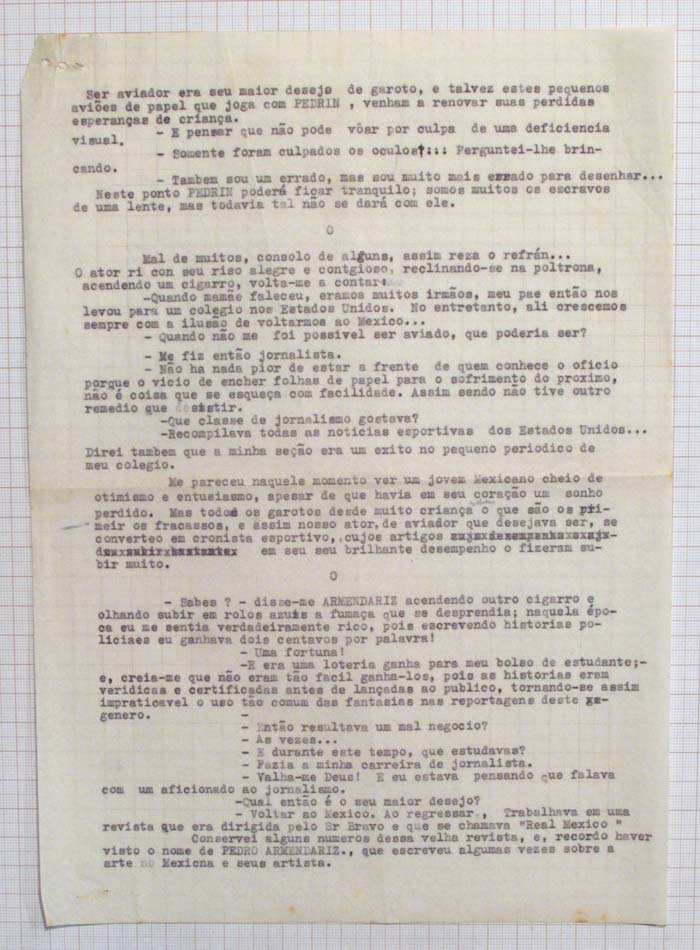 Ser aviador era seu maior desejo de garoto, e talvez estes pequenos
aviões de papel que joga com PEDRIN , venham a renovar suas perdidas
esperanças de criança.
- E pensar que não pode vôar por culpa de uma deficiencia
visual.
- Somente foram culpados os oculos!::: Perguntei-lhe brin-
cando.
- Tambem sou um errado, mas sou muito mais errado para desenhar...
Neste ponto PEDRIN poderá ficar tranquilo; somos muitos os escravos
de uma lente, mas todavia tal não se dará com ele.
O
Mal de muitos, consolo de alguns, assim reza o refrán...
O ator ri con seu riso alegre e contgioso, reclinando-se na poltrona,
acendendo um cigarro, volta-me a contar:
-Quando mamãe faleceu, eramos muitos irmãos, meu pae então nos
levou para um colegio nos Estados Unidos. No entretanto, ali crescemos
sempre com a ilusão de voltarmos ao Mexico...
- Quando não me foi possivel ser aviado, que poderia ser?
- Me fiz então jornalista.
- Não ha nada pior de estar a frente de quem conhece o oficio
porque o vicio de encher folhas de papel para o sofrimento do proximo,
não é coisa que se esqueça com facilidade. Assim sendo não tive outro
remedio que desistir.
-Que classe de jornalismo gostava?
-Recompilava todas as noticias esportivas dos Estados Unidos...
Direi tambem que a minha seção era um exito no pequeno periodico de
meu colegio.
Me pareceu naquele momento ver um jovem Mexicano cheio de
otimismo e entusiasmo, apesar de que havia em seu coração um sonho
perdido. Mas todos os garotos desde muito criança o que são os pri-
meir os fracassos, e assim nosso ator, de aviador que desejava ser, se
converteo em cronista esportivo, cujos artigos
em seu seu brilhante desempenho o fizeram su-
bir muito.
O
- Sabes ? - disse-me ARMENDARIZ acendendo outro cigarro e
olhando subir em rolos azuis a fumaça que se desprendia; naquela épo-
ca eu me sentia verdadeiramente rico, pois escrevendo historias po-
liciaes eu ganhava dois centavos por palavra!
- Uma fortuna!
-E era uma loteria ganha para meu bolso de estudante;-
e, creia-me que não eram tão facil ganha-los, pois as historias eram
veridicas e certificadas antes de lançadas ao publico, tornando-se assim
impraticavel o uso tão comum das fantasias nas reportagens deste
genero. -
- Então resultava um mal negocio?
- As vezes...
- E durante este tempo, que estudavas?
- Fazia a minha carreira de jornalista.
- Valha-me Deus! E eu estava pensando que falava
com um aficionado ao jornalismo.
-Qual então é o seu maior desejo?
- Voltar ao Mexico. Ao regressar , Trabalhava em uma
revista que era dirigida pelo Sr Bravo e que se chamava "Real Mexico "
Conservei alguns numeros dessa velha revista, e, recordo haver
visto o nome de PEDRO ARMENDARIZ., que escreveu algumas vezes sobre a
arte no Mexicna e seus artista.